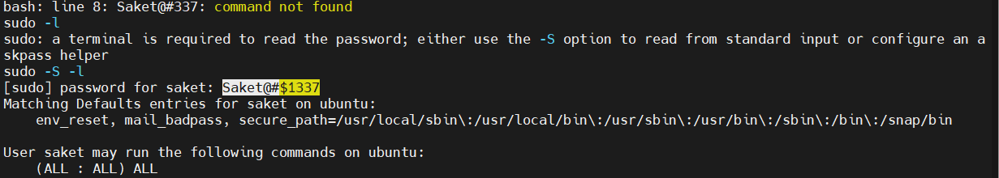 bash: line 8: Saket@#337: command not found
sudo -l
sudo: a terminal is required to read the password; either use the -S option to read from standard input or configure an a
skpass helper
sudo -S -l
[sudo] password for saket: Saket@#$1337
Matching Defaults entries for saket on ubuntu:
    env_reset, mail_badpass, secure_path=/usr/local/sbin\:/usr/local/bin\:/usr/sbin\:/usr/bin\:/sbin\:/bin\:/snap/bin
User saket may run the following commands on ubuntu:
    (ALL : ALL) ALL